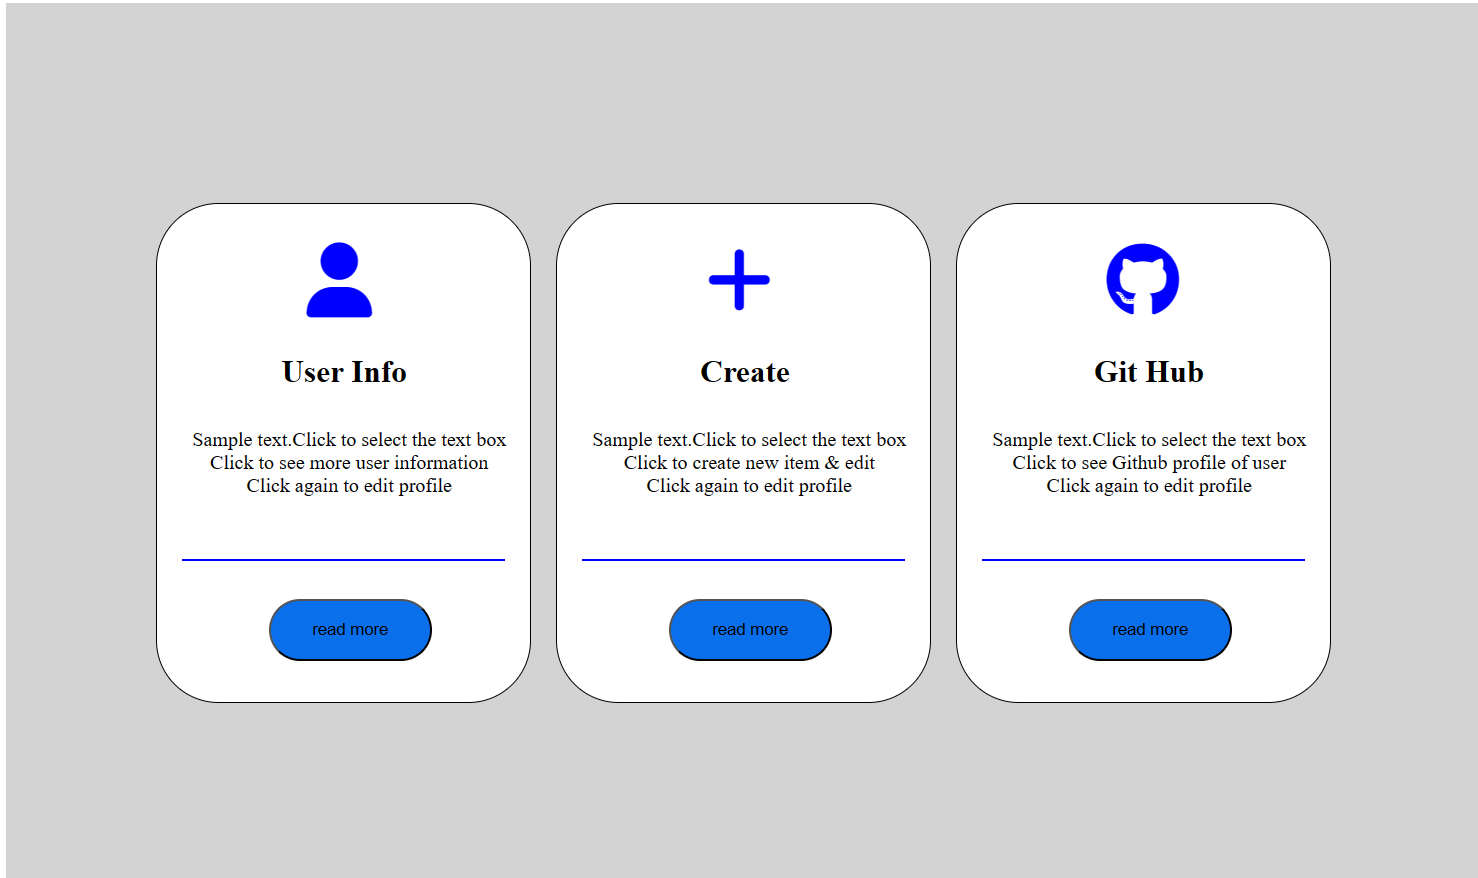 User Info
Sample text.Click to select the text box
Click to see more user information
Click again to edit profile
read more
Create
Sample text.Click to select the text box
Click to create new item & edit
Click again to edit profile
read more
Git Hub
Sample text.Click to select the text box
Click to see Github profile of user
Click again to edit profile
read more